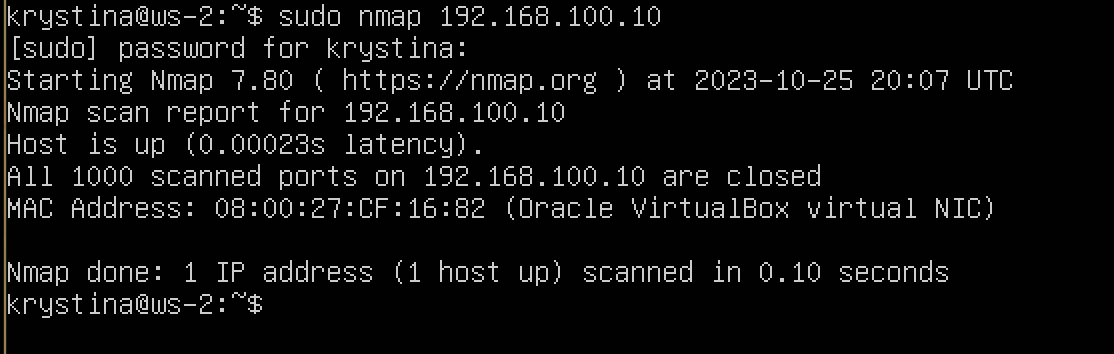 krystina@ws-2:~$ sudo nmap 192.168.100.10
[sudo] password for krystina:
Starting Nmap 7.80 ( https://nmap.org ) at 2023-10-25 20:07 UTC
Nmap scan report for 192.168.100.10
Host is up (0.00023s latency).
All 1000 scanned ports on 192.168.100.10 are closed
MAC Address: 08:00:27:CF:16:82 (Oracle VirtualBox virtual NIC)
Nmap done: 1 IP address (1 host up) scanned in 0.10 seconds
krystina@ws-2:~$